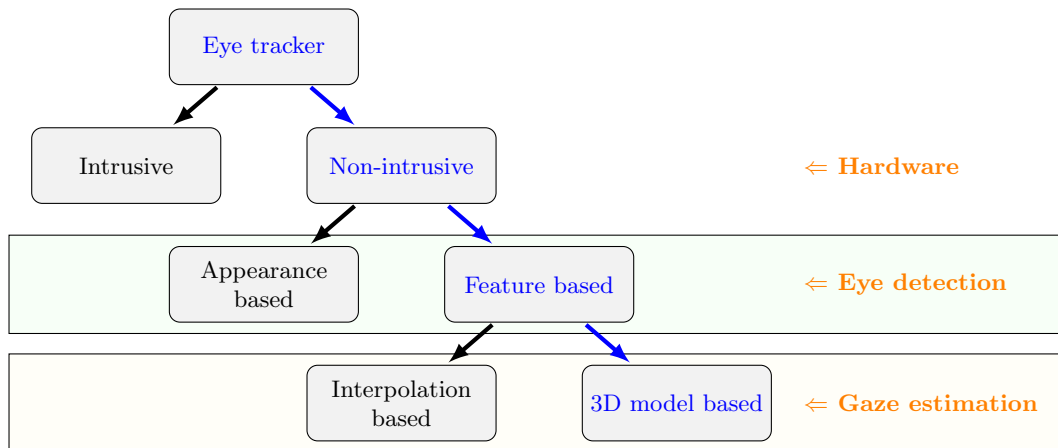 Eye tracker
Intrusive
Non-intrusive
⇐ Hardware
Appearance
based
Feature based
⇐ Eye detection
Interpolation
based
3D model based
⇐ Gaze estimation